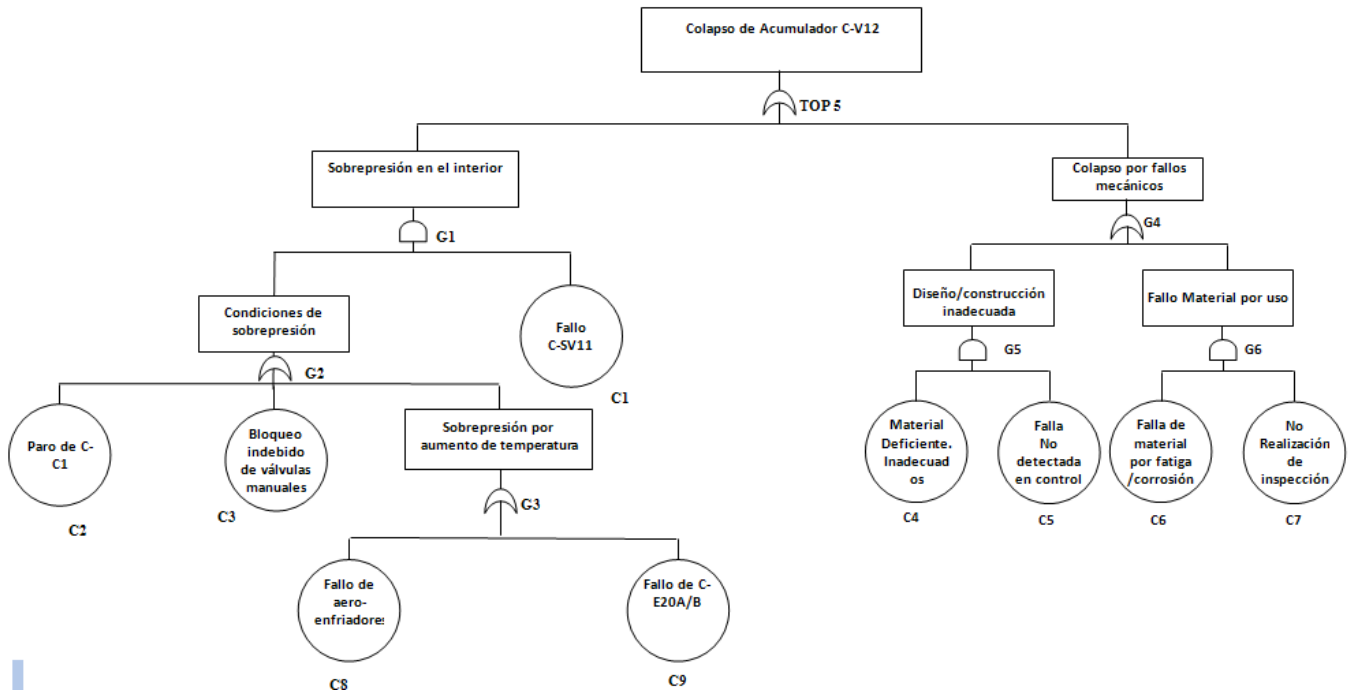 Colapso de Acumulador C-V12
TOP 5
Sobrepresión en el interior
Colapso por fallos
mecánicos
G1
G4
Condiciones de
sobrepresión
Fallo
C-SV11
C1
Diseño/construcción
inadecuada
Fallo Material por uso
G2
G5
G6
Paro de C-
C1
C2
Bloqueo
indebido
de válvulas
manuales
C3
Sobrepresión por
aumento de temperatura
Material
Deficiente.
Inadecuad
os
C4
Falla
No
detectada
en control
C5
Falla de
material
por fatiga
/corrosión
C6
No
Realización
de
inspección
C7
G3
Fallo de
aero-
enfriadores
C8
Fallo de C-
E20A/B
C9